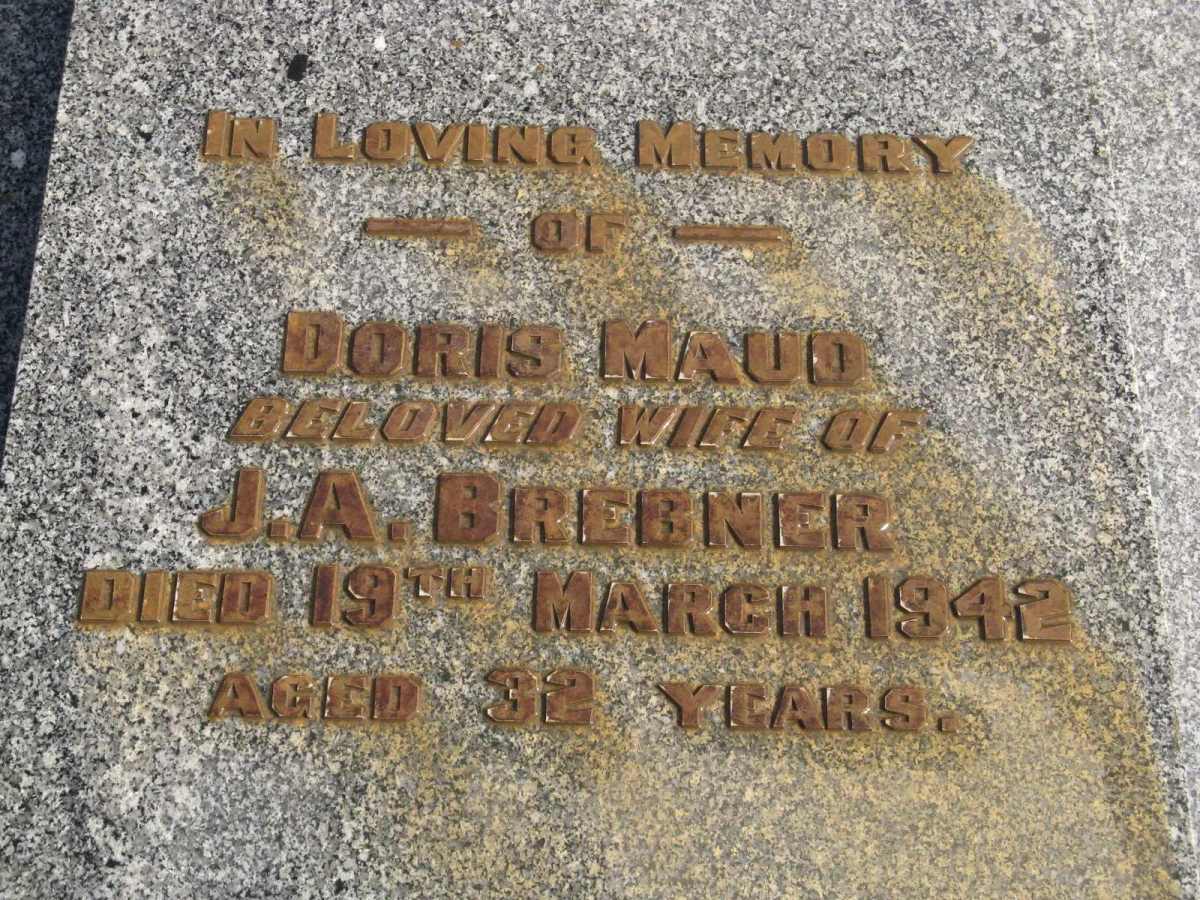 In Loving Memory
— OF —
Doris Maud
BELOVED WIFE OF
J.A. Brebner
Died 19th March 1942
Aged 32 Years.